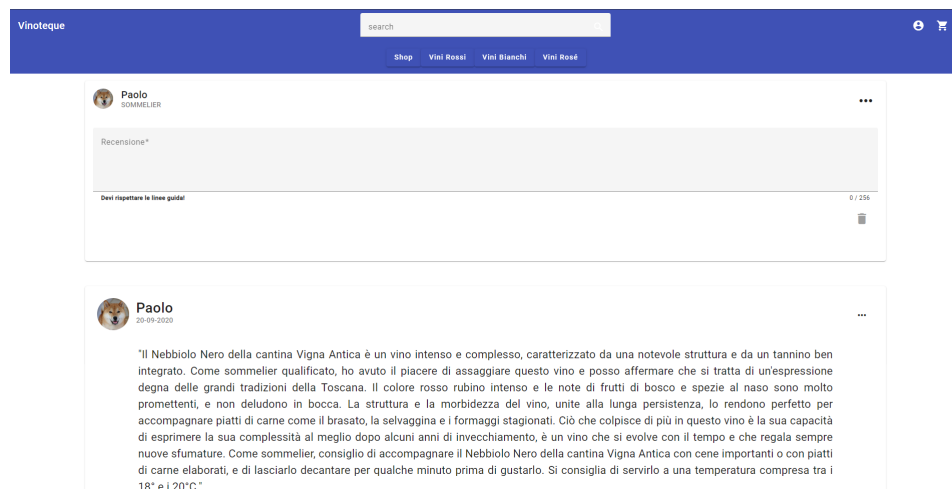 Vinoteque
search
Shop Vini Rossi Vini Bianchi Vini Rosé
Paolo
SOMMELIER
Recensione*
Devi rispettare le linee guida! 0 / 256
Paolo
20-09-2020
"Il Nebbiolo Nero della cantina Vigna Antica è un vino intenso e complesso, caratterizzato da una notevole struttura e da un tannino ben
integrato. Come sommelier qualificato, ho avuto il piacere di assaggiare questo vino e posso affermare che si tratta di un'espressione
degna delle grandi tradizioni della Toscana. Il colore rosso rubino intenso e le note di frutti di bosco e spezie al naso sono molto
promettenti, e non deludono in bocca. La struttura e la morbidezza del vino, unite alla lunga persistenza, lo rendono perfetto per
accompagnare piatti di carne come il brasato, la selvaggina e i formaggi stagionati. Ciò che colpisce di più in questo vino è la sua capacità
di esprimere la sua complessità al meglio dopo alcuni anni di invecchiamento, è un vino che si evolve con il tempo e che regala sempre
nuove sfumature. Come sommelier, consiglio di accompagnare il Nebbiolo Nero della cantina Vigna Antica con cene importanti o con piatti
di carne elaborati, e di lasciarlo decantare per qualche minuto prima di gustarlo. Si consiglia di servirlo a una temperatura compresa tra i
18° e i 20°C."